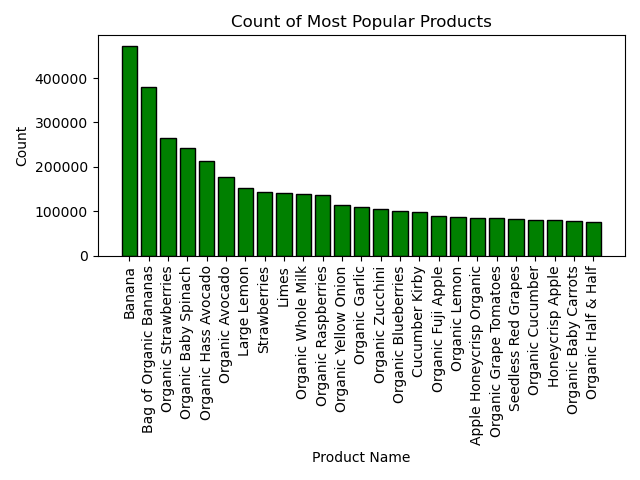 Count of Most Popular Products
Count
400000
300000
200000
100000
0
Banana
Bag of Organic Bananas
Organic Strawberries
Organic Baby Spinach
Organic Hass Avocado
Organic Avocado
Large Lemon
Strawberries
Limes
Organic Whole Milk
Organic Raspberries
Organic Yellow Onion
Organic Garlic
Organic Zucchini
Organic Blueberries
Cucumber Kirby
Organic Fuji Apple
Organic Lemon
Apple Honeycrisp Organic
Organic Grape Tomatoes
Seedless Red Grapes
Organic Cucumber
Honeycrisp Apple
Organic Baby Carrots
Organic Half & Half
Product Name